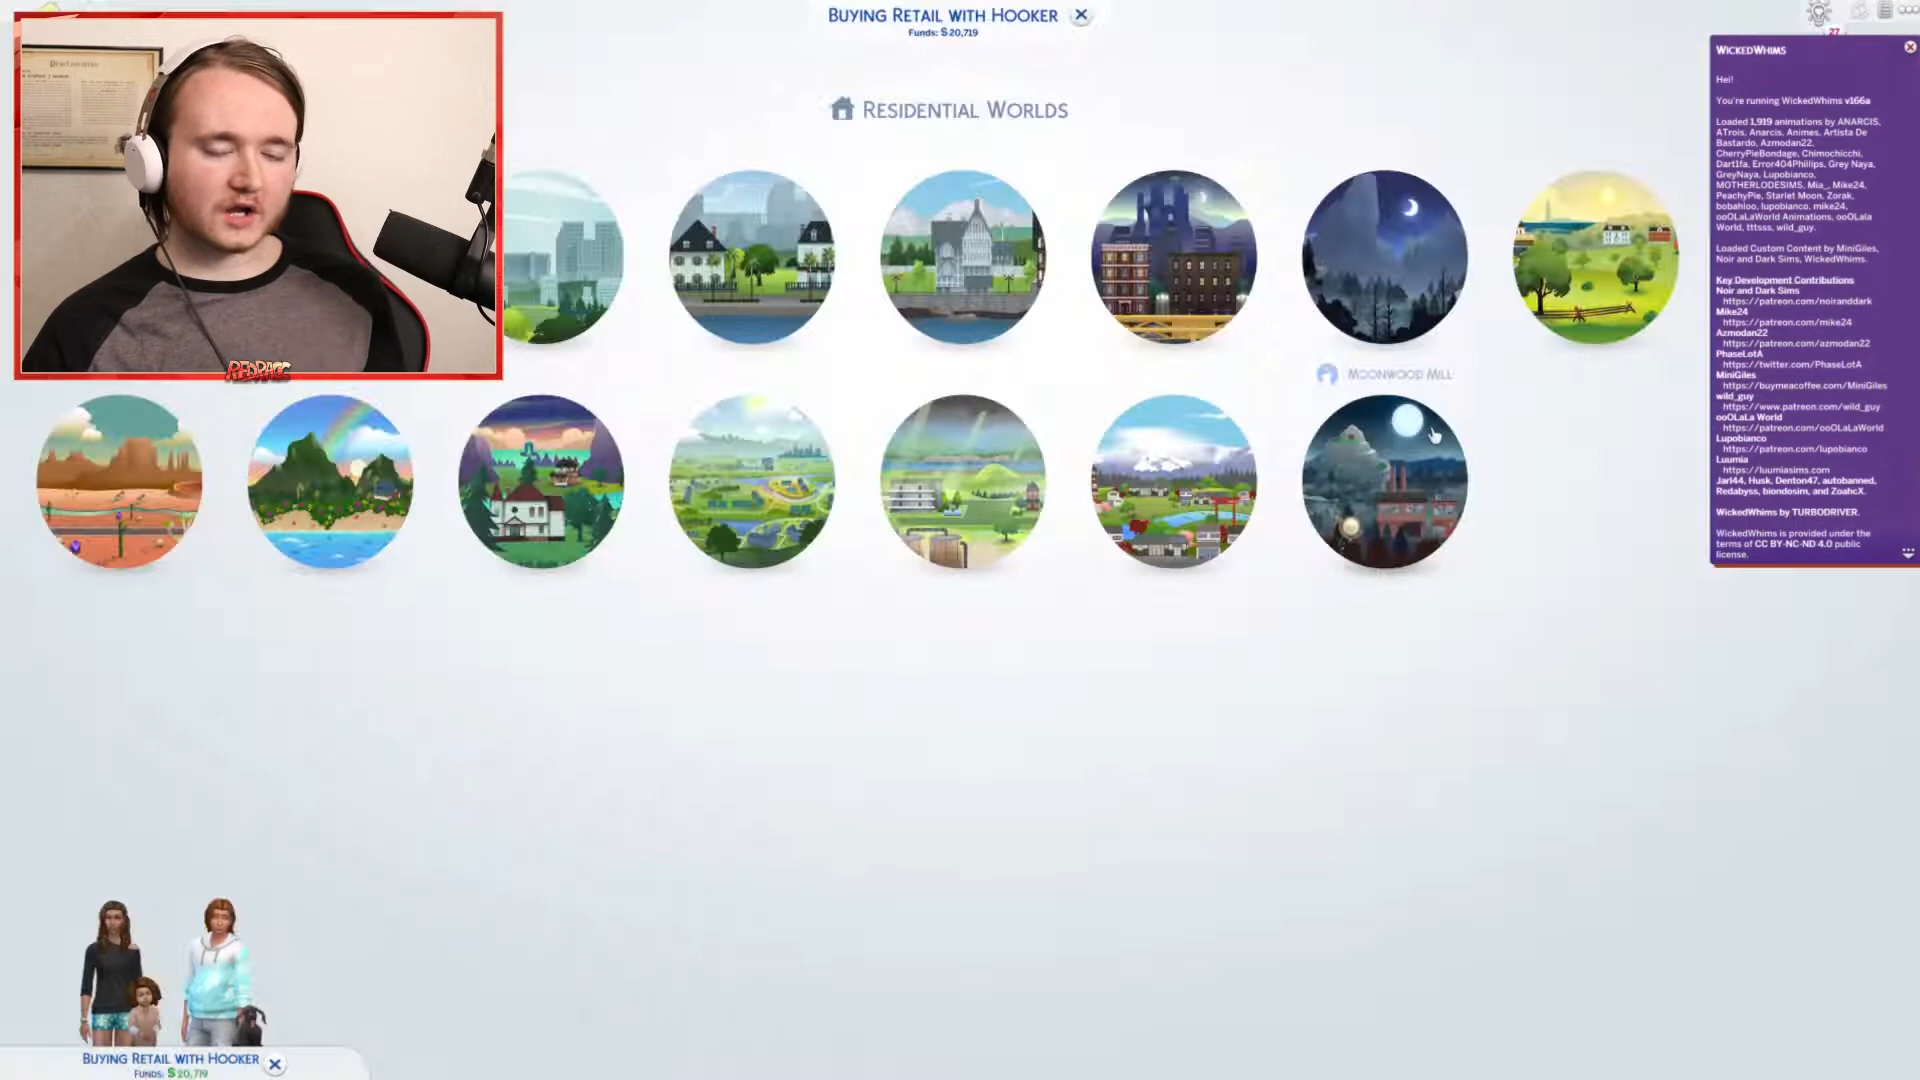 BUYING RETAIL WITH HOOKER
Funds: $20,719
27
Proclamation
REDRACC
RESIDENTIAL WORLDS
MOONWOOD MILL
WICKEDWHIMS
Hei!
You're running WickedWhims v166a
Loaded 1,919 animations by ANARCIS,
ATrois, Anarcis, Animes, Artista De
Bastardo, Azmodan22,
CherryPieBondage, Chimochicchi,
Dart1fa, Error404Phillips, Grey Naya,
GreyNaya, Lupobianco,
MOTHERLODESIMS, Mia_, Mike24,
PeachyPie, Starlet Moon, Zorak,
bobahloo, lupobianco, mike24,
ooOLaLaWorld Animations, ooOLala
World, tttsss, wild_guy.
Loaded Custom Content by MiniGiles,
Noir and Dark Sims, WickedWhims.
Key Development Contributions
Noir and Dark Sims
https://patreon.com/noiranddark
Mike24
https://patreon.com/mike24
Azmodan22
https://patreon.com/azmodan22
PhaseLotA
https://twitter.com/PhaseLotA
MiniGiles
https://buymeacoffee.com/MiniGiles
wild_guy
https://www.patreon.com/wild_guy
ooOLaLa World
https://patreon.com/ooOLaLaWorld
Lupobianco
https://patreon.com/lupobianco
Luumia
https://luumiasims.com
Jarl44, Husk, Denton47, autobanned,
Redabyss, biondosim, and ZoahcX.
WickedWhims by TURBODRIVER.
WickedWhims is provided under the
terms of CC BY-NC-ND 4.0 public
license.
BUYING RETAIL WITH HOOKER
FUNDS: $20,719